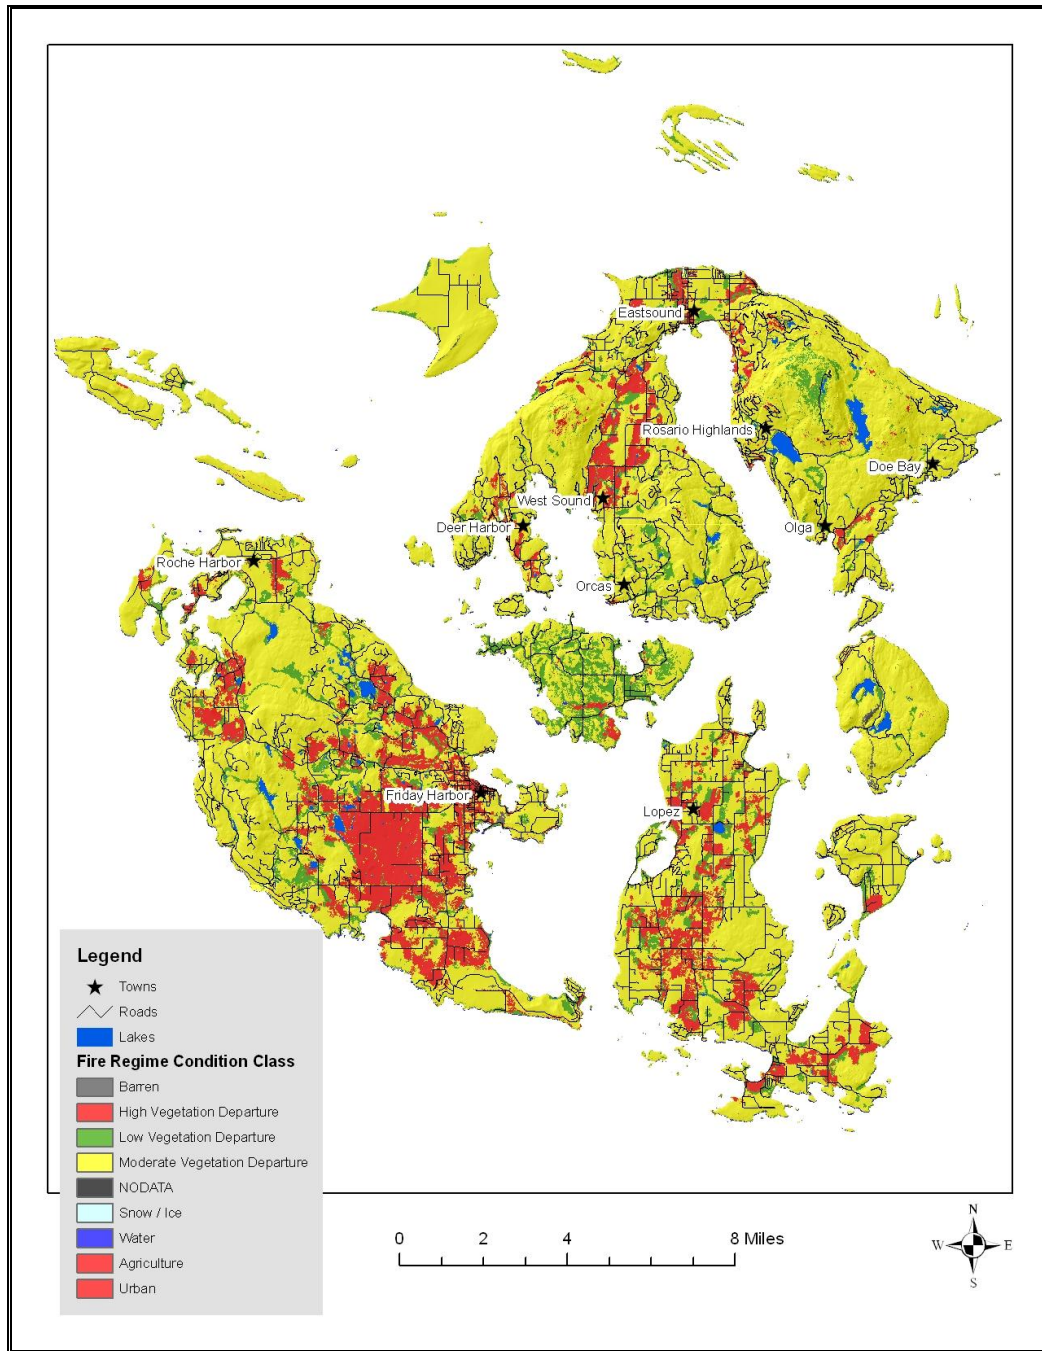 Eastsound
Rosario Highlands
Doe Bay
West Sound
Deer Harbor
Olga
Roche Harbor
Orcas
Friday Harbor
Lopez
Legend
Towns
Roads
Lakes
Fire Regime Condition Class
Barren
High Vegetation Departure
Low Vegetation Departure
Moderate Vegetation Departure
NODATA
Snow / Ice
Water
Agriculture
Urban
0 2 4 8 Miles
N
W E
S